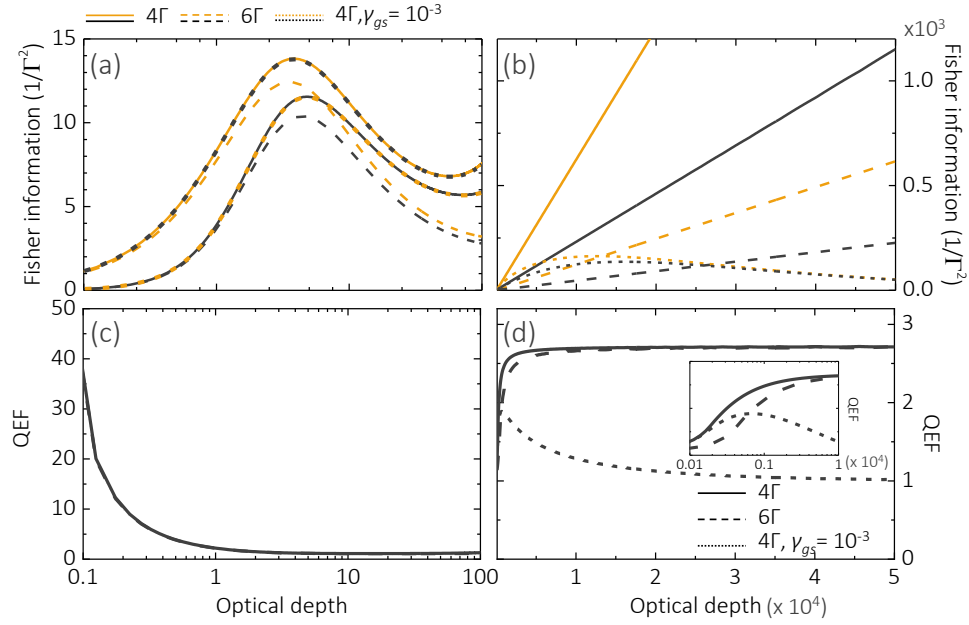 4Γ 6Γ 4Γ,γgs= 10-3
x10³
15 (a) (b) 1.0
10
5 0.5
0 0.0
Fisher information (1/Γ²)
Fisher information (1/Γ²)
50 (c) (d) 3
40
30 2
20 1
10
0 0
QEF
QEF
QEF
0.01 0.1 1 (x 10⁴)
4Γ
6Γ
4Γ, γgs= 10-3
0.1 1 10 100 1 2 3 4 5
Optical depth Optical depth (x 10⁴)